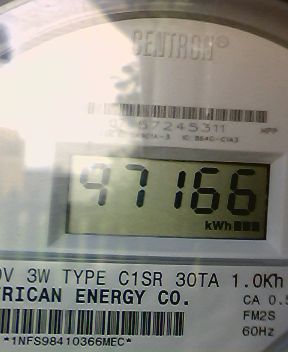 CENTRON®
57245311
97166
kWh
V 3W TYPE C1SR 30TA 1.0Kh
RICAN ENERGY CO.
CA 0.5
FM2S
*1NFS98410366MEC*
60Hz